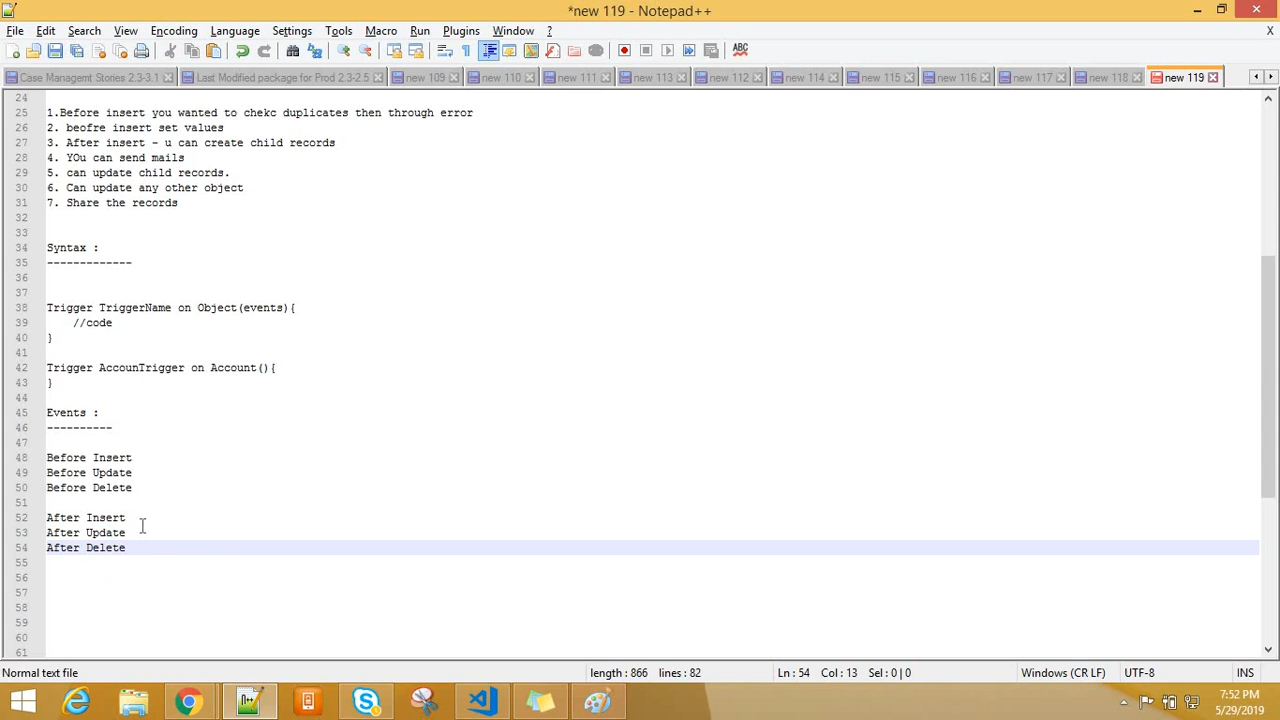 *new 119 - Notepad++
File Edit Search View Encoding Language Settings Tools Macro Run Plugins Window ? X
Case Managemt Stories 2.3-3.1 Last Modified package for Prod 2.3-2.5 new 109 new 110 new 111 new 113 new 112 new 114 new 115 new 116 new 117 new 118 new 119
24
25 1.Before insert you wanted to chekc duplicates then through error
26 2. beofre insert set values
27 3. After insert - u can create child records
28 4. YOu can send mails
29 5. can update child records.
30 6. Can update any other object
31 7. Share the records
32
33
34 Syntax :
35 -------------
36
37
38 Trigger TriggerName on Object(events){
39 //code
40 }
41
42 Trigger AccounTrigger on Account(){
43 }
44
45 Events :
46 ----------
47
48 Before Insert
49 Before Update
50 Before Delete
51
52 After Insert
53 After Update
54 After Delete
55
56
57
58
59
60
61
Normal text file length : 866 lines : 82 Ln : 54 Col : 13 Sel : 0 | 0 Windows (CR LF) UTF-8 INS
7:52 PM
5/29/2019